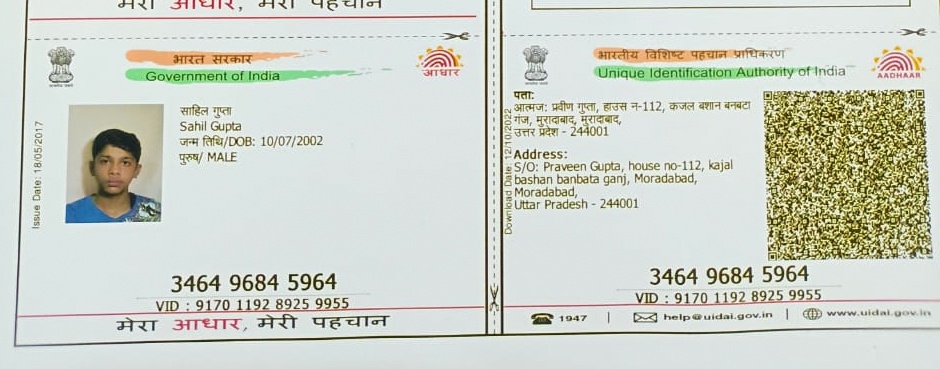 मेरा आधार, मेरी पहचान
भारत सरकार
Government of India
आधार
Issue Date: 18/05/2017
साहिल गुप्ता
Sahil Gupta
जन्म तिथि/DOB: 10/07/2002
पुरुष/ MALE
3464 9684 5964
VID : 9170 1192 8925 9955
मेरा आधार, मेरी पहचान
भारतीय विशिष्ट पहचान प्राधिकरण
Unique Identification Authority of India
AADHAAR
Download Date: 12/10/2022
पता:
आत्मज: प्रवीण गुप्ता, हाउस न-112, कजल बशान बनबटा
गंज, मुरादाबाद, मुरादाबाद,
उत्तर प्रदेश - 244001
Address:
S/O: Praveen Gupta, house no-112, kajal
bashan banbata ganj, Moradabad,
Moradabad,
Uttar Pradesh - 244001
3464 9684 5964
VID : 9170 1192 8925 9955
1947 | help@uidai.gov.in | www.uidai.gov.in